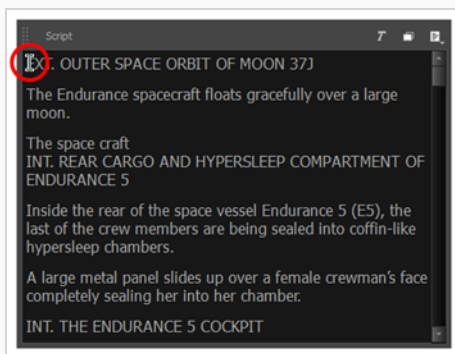 Script
EXT. OUTER SPACE ORBIT OF MOON 37J
The Endurance spacecraft floats gracefully over a large
moon.
The space craft
INT. REAR CARGO AND HYPERSLEEP COMPARTMENT OF
ENDURANCE 5
Inside the rear of the space vessel Endurance 5 (E5), the
last of the crew members are being sealed into coffin-like
hypersleep chambers.
A large metal panel slides up over a female crewman's face
completely sealing her into her chamber.
INT. THE ENDURANCE 5 COCKPIT